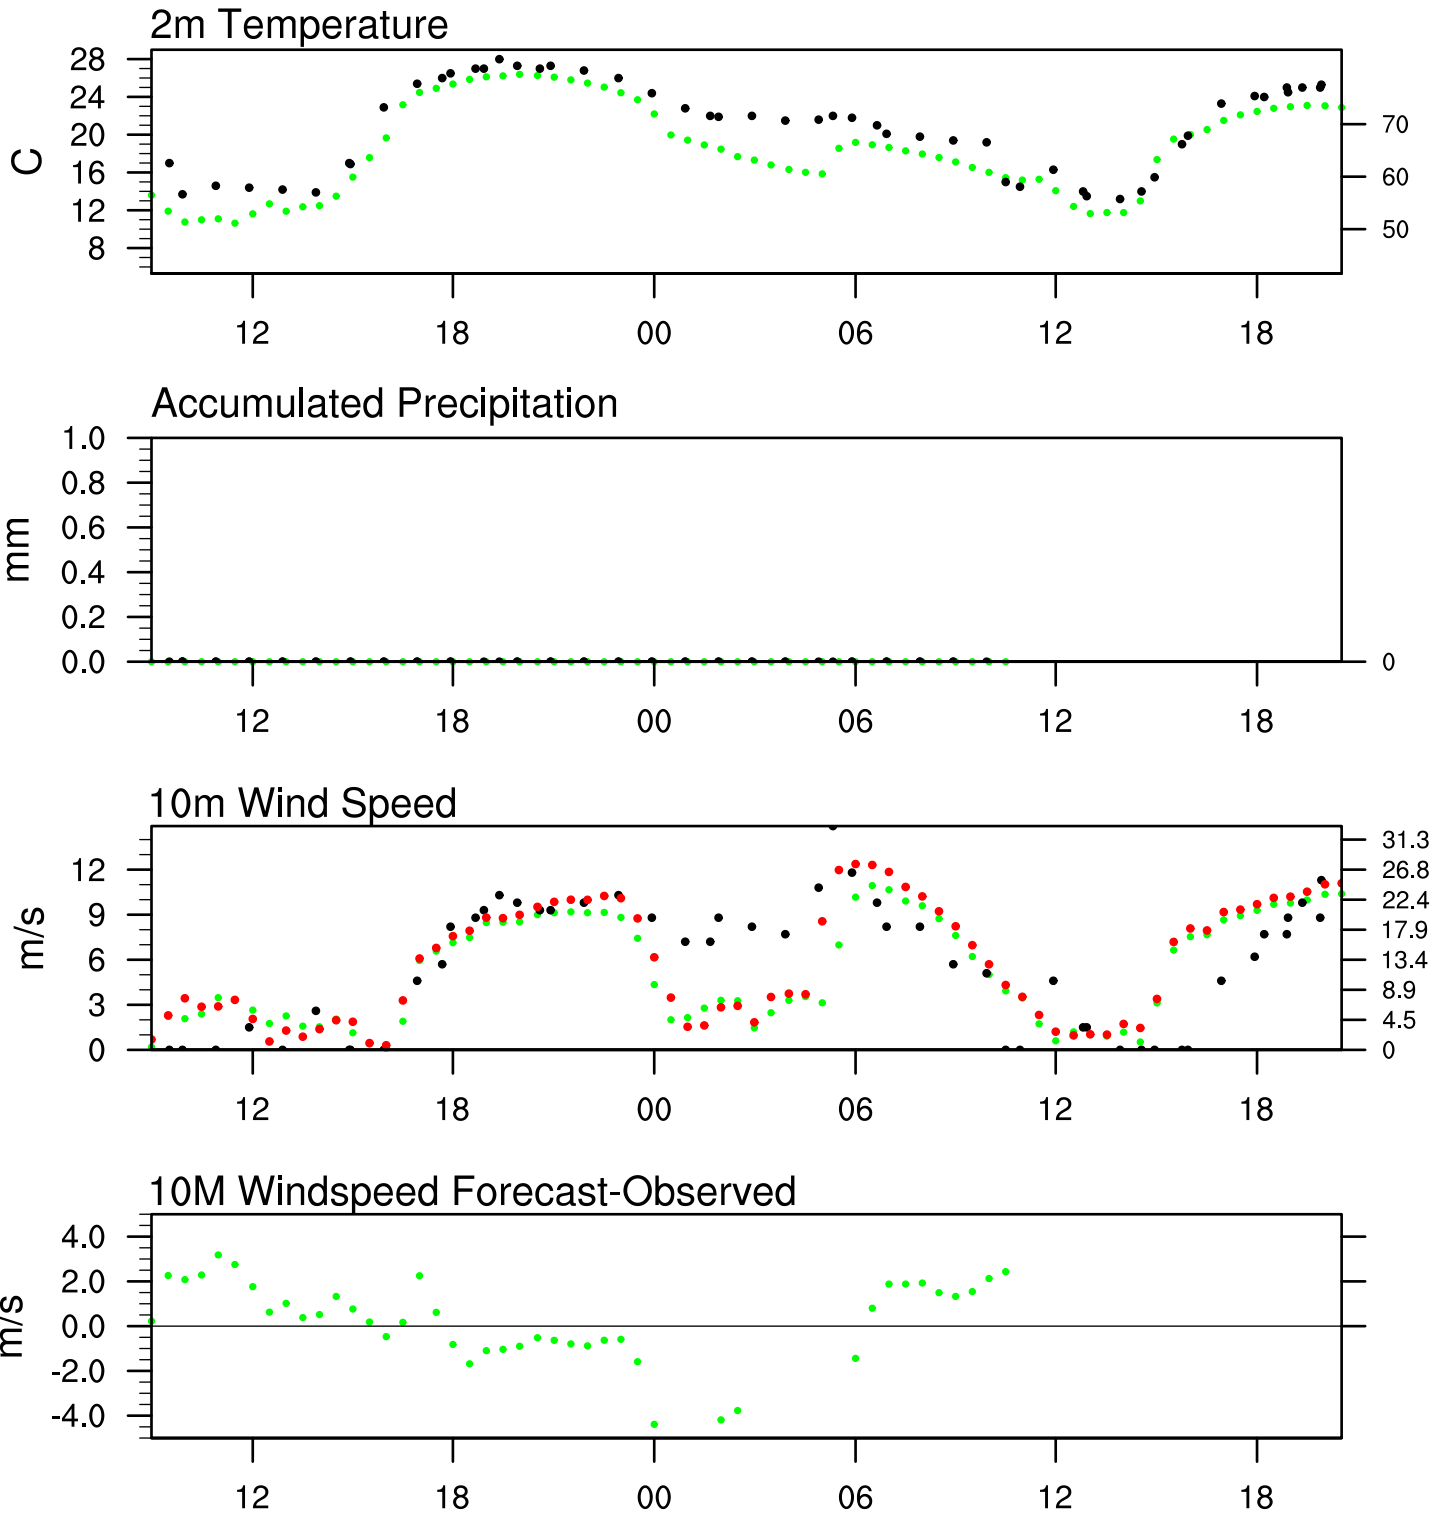 2m Temperature
28
24
20
16
12
8
C
70
60
50
12 18 00 06 12 18
Accumulated Precipitation
1.0
0.8
0.6
0.4
0.2
0.0
mm
0
12 18 00 06 12 18
10m Wind Speed
12
9
6
3
0
m/s
31.3
26.8
22.4
17.9
13.4
8.9
4.5
0
12 18 00 06 12 18
10M Windspeed Forecast-Observed
4.0
2.0
0.0
-2.0
-4.0
m/s
12 18 00 06 12 18